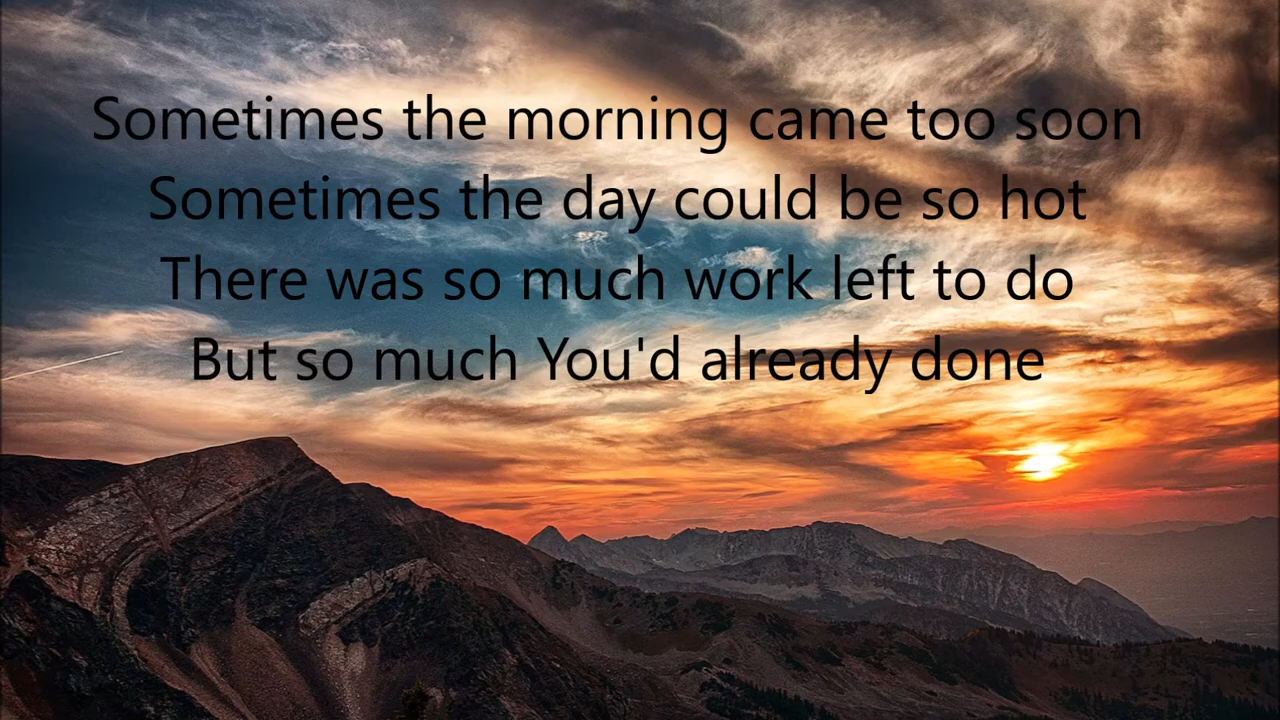 Sometimes the morning came too soon
Sometimes the day could be so hot
There was so much work left to do
But so much You'd already done